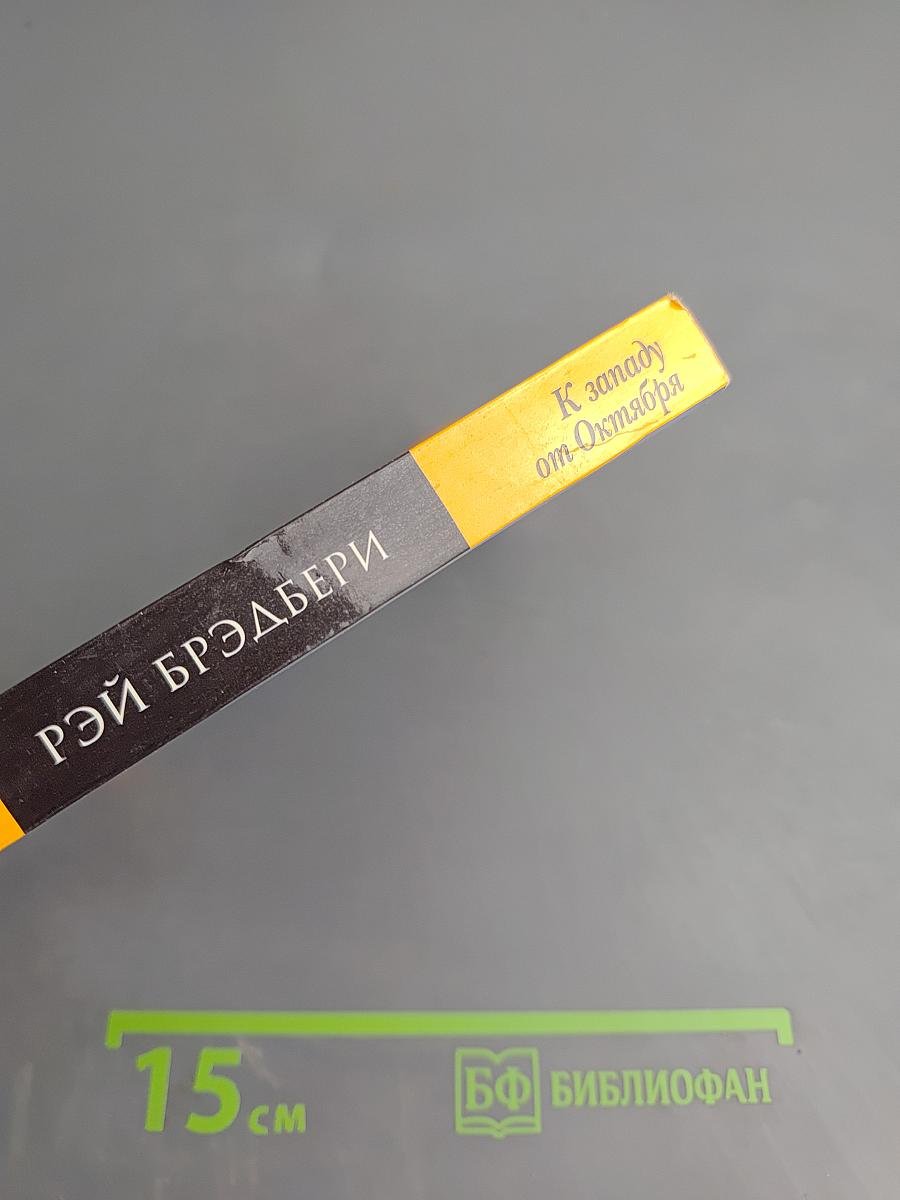 К западу
от Октября
РЭЙ БРЭДБЕРИ
15 см
БФ БИБЛИОФАН